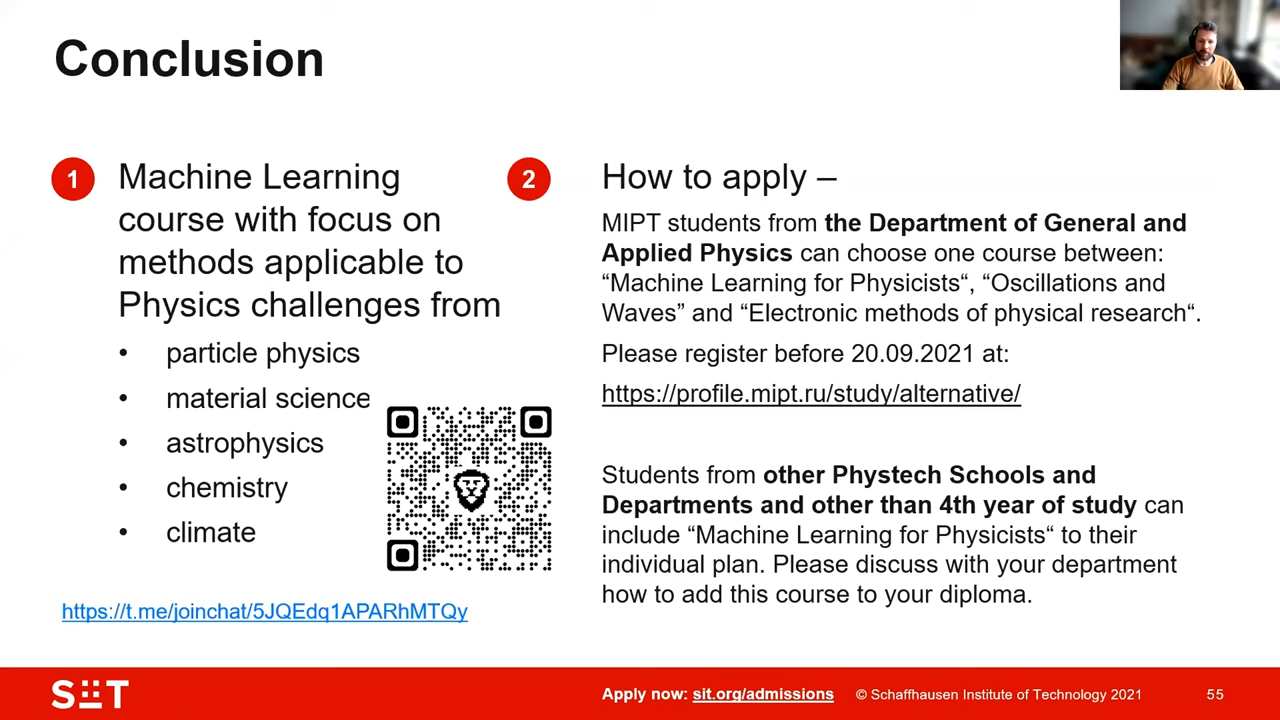 Conclusion
1
Machine Learning
course with focus on
methods applicable to
Physics challenges from
• particle physics
• material science
• astrophysics
• chemistry
• climate
https://t.me/joinchat/5JQEdq1APARhMTQy
2
How to apply –
MIPT students from the Department of General and
Applied Physics can choose one course between:
“Machine Learning for Physicists“, “Oscillations and
Waves” and “Electronic methods of physical research“.
Please register before 20.09.2021 at:
https://profile.mipt.ru/study/alternative/
Students from other Phystech Schools and
Departments and other than 4th year of study can
include “Machine Learning for Physicists“ to their
individual plan. Please discuss with your department
how to add this course to your diploma.
SIT
Apply now: sit.org/admissions
© Schaffhausen Institute of Technology 2021
55